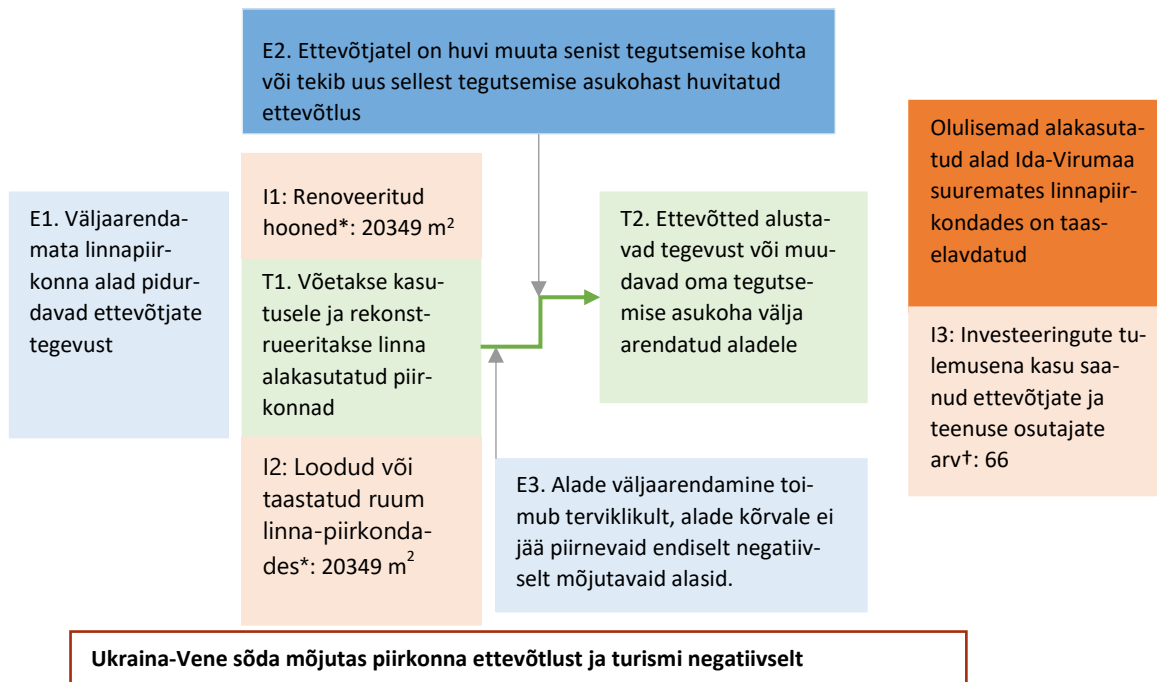 E2. Ettevõtjatel on huvi muuta senist tegutsemise kohta
või tekib uus sellest tegutsemise asukohast huvitatud
ettevõtlus
E1. Väljaarenda-
mata linnapiir-
konna alad pidur-
davad ettevõtjate
tegevust
I1: Renoveeritud
hooned*: 20349 m²
T1. Võetakse kasu-
tusele ja rekonst-
rueeritakse linna
alakasutatud piir-
konnad
I2: Loodud või
taastatud ruum
linna-piirkonda-
des*: 20349 m²
T2. Ettevõtted alusta-
vad tegevust või muu-
davad oma tegutse-
mise asukoha välja
arendatud aladele
E3. Alade väljaarendamine toi-
mub terviklikult, alade kõrvale ei
jää piirnevaid endiselt negatiiv-
selt mõjutavaid alasid.
Olulisemad alakasuta-
tud alad Ida-Virumaa
suuremates linnapiir-
kondades on taas-
elavdatud
I3: Investeeringute tu-
lemusena kasu saa-
nud ettevõtjate ja
teenuse osutajate
arv†: 66
Ukraina-Vene sõda mõjutas piirkonna ettevõtlust ja turismi negatiivselt